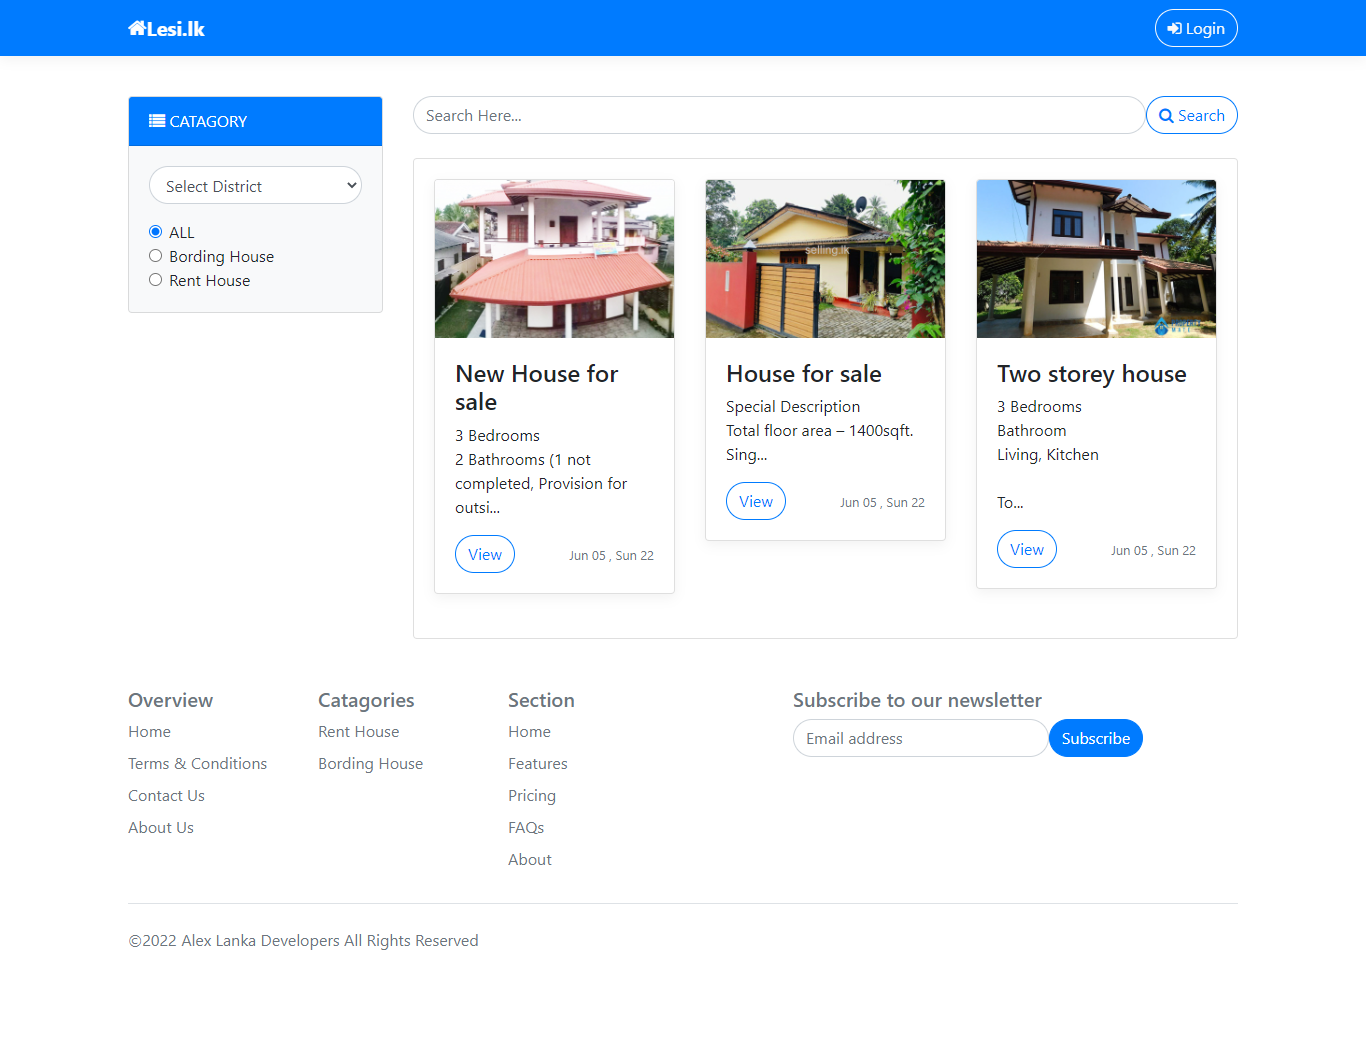 Lesi.lk
Login
CATAGORY
Select District
ALL
Bording House
Rent House
Search Here...
Search
selling.lk
New House for
sale
3 Bedrooms
2 Bathrooms (1 not
completed, Provision for
outsi...
View
Jun 05 , Sun 22
House for sale
Special Description
Total floor area – 1400sqft.
Sing...
View
Jun 05 , Sun 22
Two storey house
3 Bedrooms
Bathroom
Living, Kitchen
To...
View
Jun 05 , Sun 22
Overview
Home
Terms & Conditions
Contact Us
About Us
Catagories
Rent House
Bording House
Section
Home
Features
Pricing
FAQs
About
Subscribe to our newsletter
Email address
Subscribe
©2022 Alex Lanka Developers All Rights Reserved